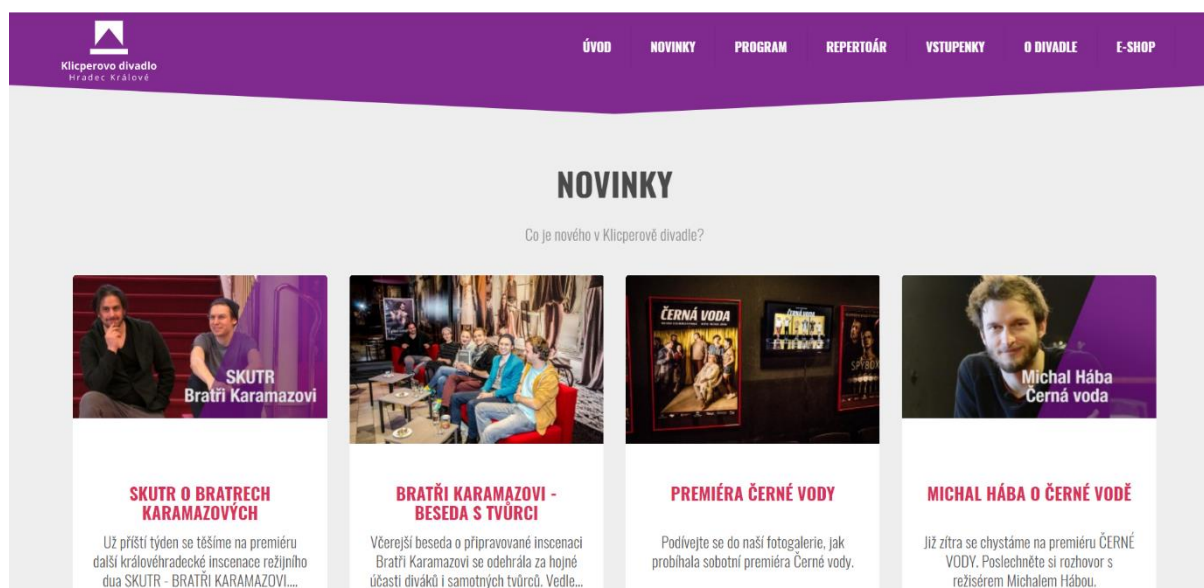 Klicperovo divadlo
Hradec Králové
ÚVOD NOVINKY PROGRAM REPERTOÁR VSTUPENKY O DIVADLE E-SHOP
NOVINKY
Co je nového v Klicperově divadle?
SKUTR
Bratři Karamazovi
SKUTR O BRATRECH
KARAMAZOVÝCH
Už příští týden se těšíme na premiéru
další královéhradecké inscenace režijního
dua SKUTR - BRATŘI KARAMAZOVI....
BRATŘI KARAMAZOVI -
BESEDA S TVŮRCI
Včerejší beseda o připravované inscenaci
Bratři Karamazovi se odehrála za hojné
účasti diváků i samotných tvůrců. Vedle...
ČERNÁ VODA
ČERNÁ VODA
SPYBOX
PREMIÉRA ČERNÉ VODY
Podívejte se do naší fotogalerie, jak
probíhala sobotní premiéra Černé vody.
Michal Hába
Černá voda
MICHAL HÁBA O ČERNÉ VODĚ
Již zítra se chystáme na premiéru ČERNÉ
VODY. Poslechněte si rozhovor s
režisérem Michalem Hábou.